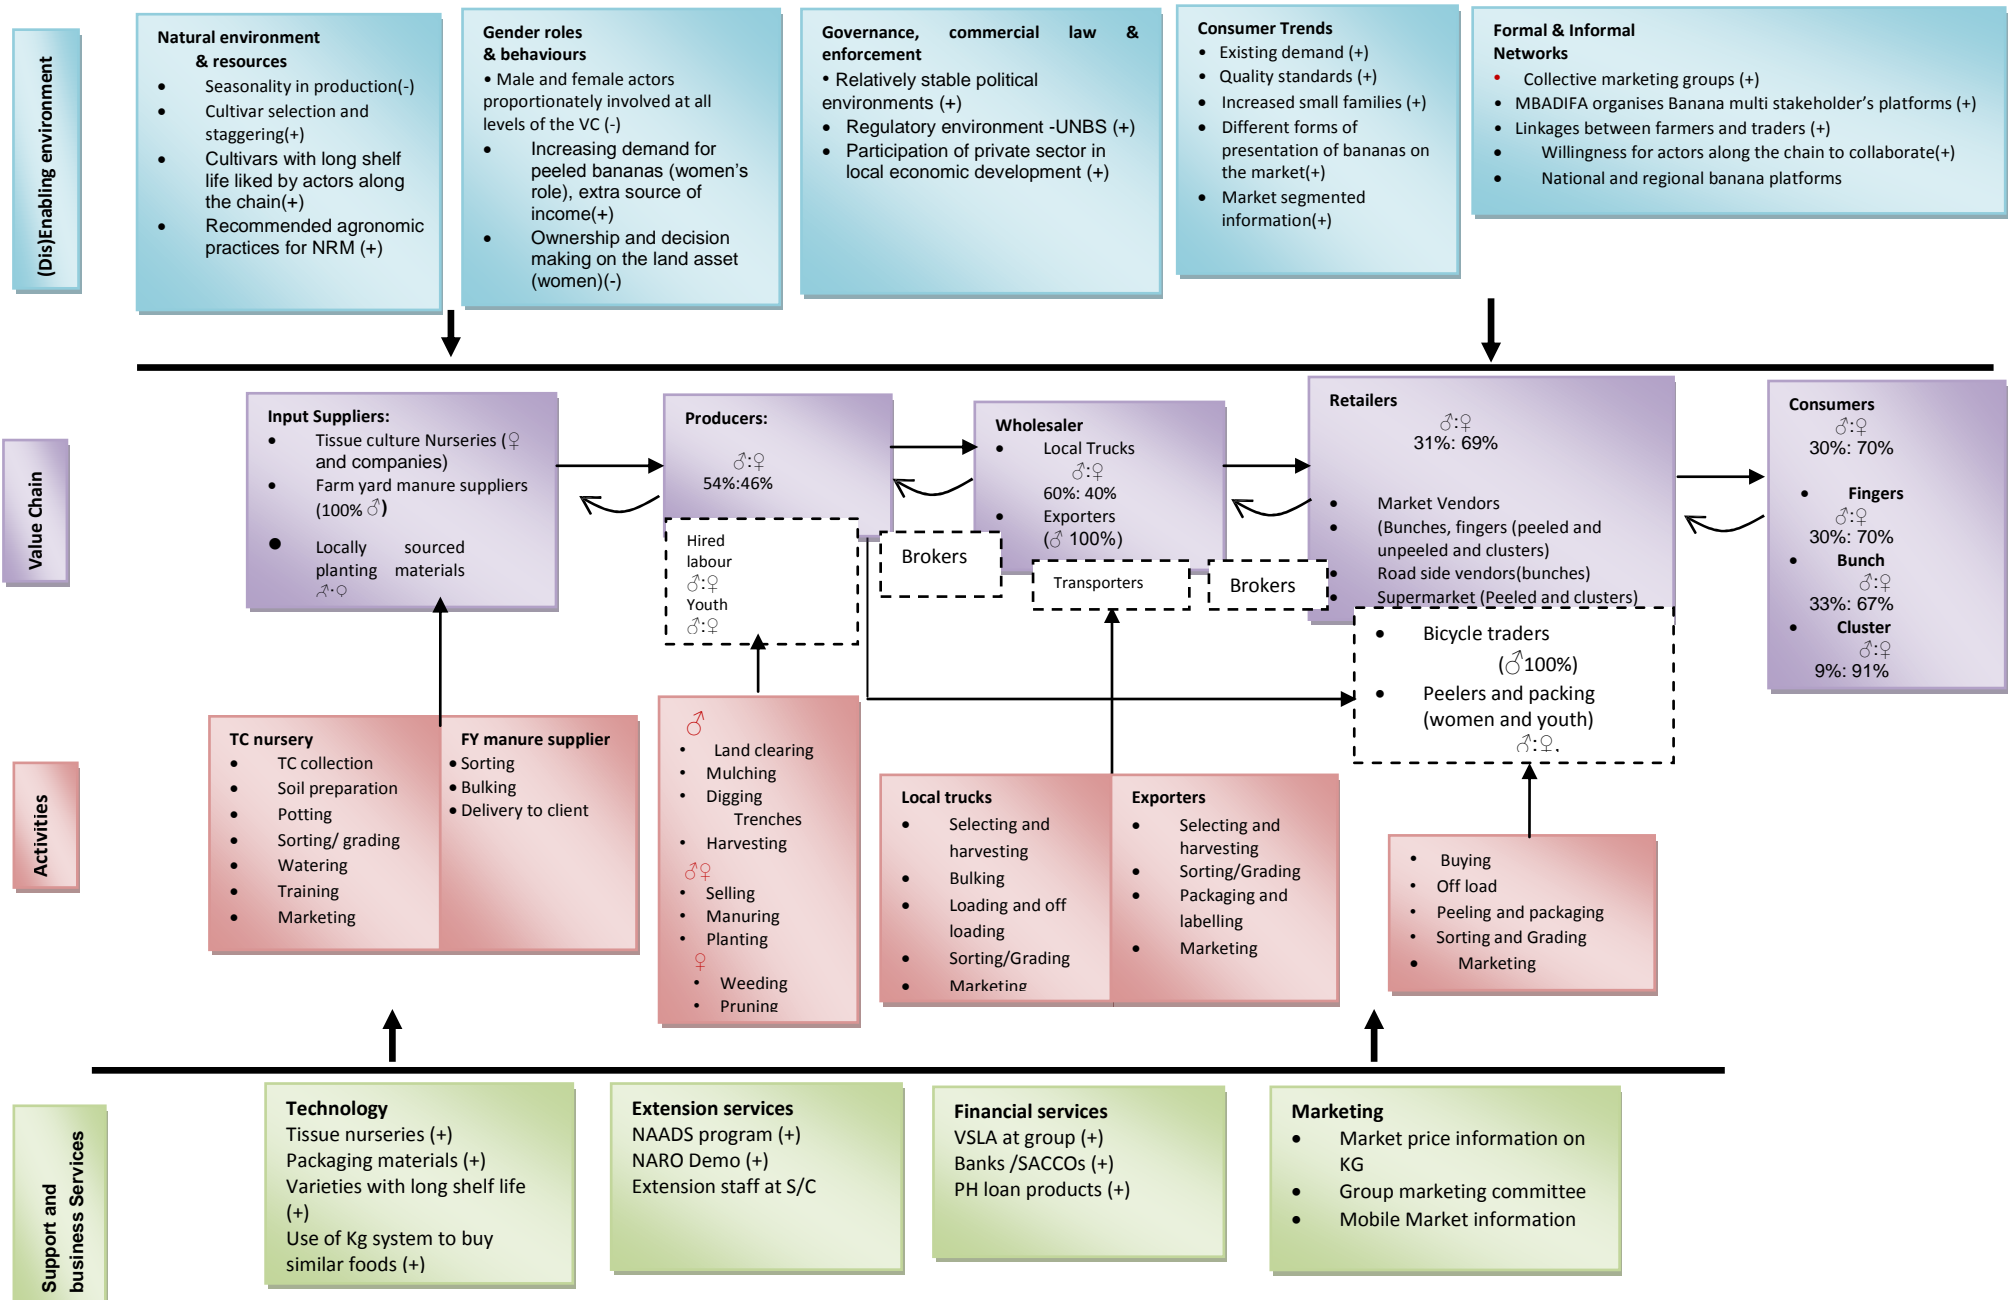 (Dis)Enabling environment
Natural environment
& resources
• Seasonality in production(-)
• Cultivar selection and
staggering(+)
• Cultivars with long shelf
life liked by actors along
the chain(+)
• Recommended agronomic
practices for NRM (+)
Gender roles
& behaviours
• Male and female actors
proportionately involved at all
levels of the VC (-)
• Increasing demand for
peeled bananas (women's
role), extra source of
income(+)
• Ownership and decision
making on the land asset
(women)(-)
Governance, commercial law &
enforcement
• Relatively stable political
environments (+)
• Regulatory environment -UNBS (+)
• Participation of private sector in
local economic development (+)
Consumer Trends
• Existing demand (+)
• Quality standards (+)
• Increased small families (+)
• Different forms of
presentation of bananas on
the market(+)
• Market segmented
information(+)
Formal & Informal
Networks
• Collective marketing groups (+)
• MBADIFA organises Banana multi stakeholder's platforms (+)
• Linkages between farmers and traders (+)
• Willingness for actors along the chain to collaborate(+)
• National and regional banana platforms
Value Chain
Input Suppliers:
• Tissue culture Nurseries (♀
and companies)
• Farm yard manure suppliers
(100% ♂)
• Locally sourced
planting materials
♂:♀
Producers:
♂:♀
54%:46%
Hired
labour
♂:♀
Youth
♂:♀
Brokers
Wholesaler
• Local Trucks
♂:♀
60%: 40%
• Exporters
(♂ 100%)
Transporters
Brokers
Retailers
♂:♀
31%: 69%
• Market Vendors
• (Bunches, fingers (peeled and
unpeeled and clusters)
• Road side vendors(bunches)
• Supermarket (Peeled and clusters)
• Bicycle traders
(♂100%)
• Peelers and packing
(women and youth)
♂:♀.
Consumers
♂:♀
30%: 70%
• Fingers
♂:♀
30%: 70%
• Bunch
♂:♀
33%: 67%
• Cluster
♂:♀
9%: 91%
Activities
TC nursery
• TC collection
• Soil preparation
• Potting
• Sorting/ grading
• Watering
• Training
• Marketing
FY manure supplier
• Sorting
• Bulking
• Delivery to client
♂
• Land clearing
• Mulching
• Digging
Trenches
• Harvesting
♂♀
• Selling
• Manuring
• Planting
♀
• Weeding
• Pruning
Local trucks
• Selecting and
harvesting
• Bulking
• Loading and off
loading
• Sorting/Grading
• Marketing
Exporters
• Selecting and
harvesting
• Sorting/Grading
• Packaging and
labelling
• Marketing
• Buying
• Off load
• Peeling and packaging
• Sorting and Grading
• Marketing
Support and
business Services
Technology
Tissue nurseries (+)
Packaging materials (+)
Varieties with long shelf life
(+)
Use of Kg system to buy
similar foods (+)
Extension services
NAADS program (+)
NARO Demo (+)
Extension staff at S/C
Financial services
VSLA at group (+)
Banks /SACCOs (+)
PH loan products (+)
Marketing
• Market price information on
KG
• Group marketing committee
• Mobile Market information